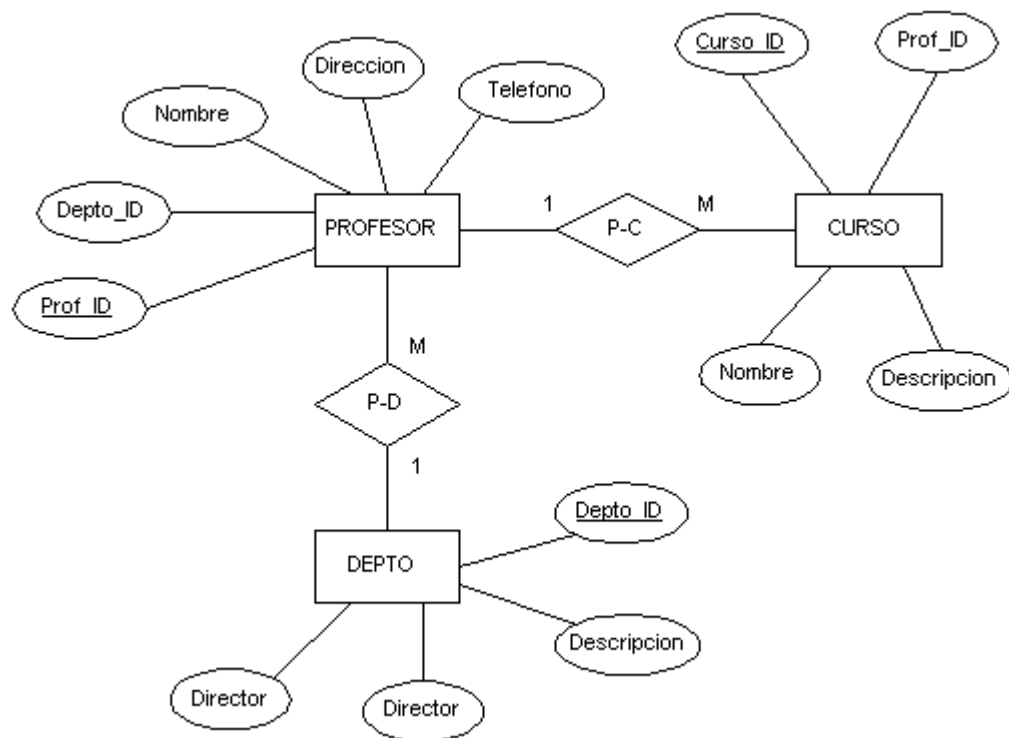 Curso_ID
Prof_ID
Direccion
Telefono
Nombre
Depto_ID
PROFESOR
1
P-C
M
CURSO
Prof_ID
M
Nombre
Descripcion
P-D
1
Depto_ID
DEPTO
Descripcion
Director
Director